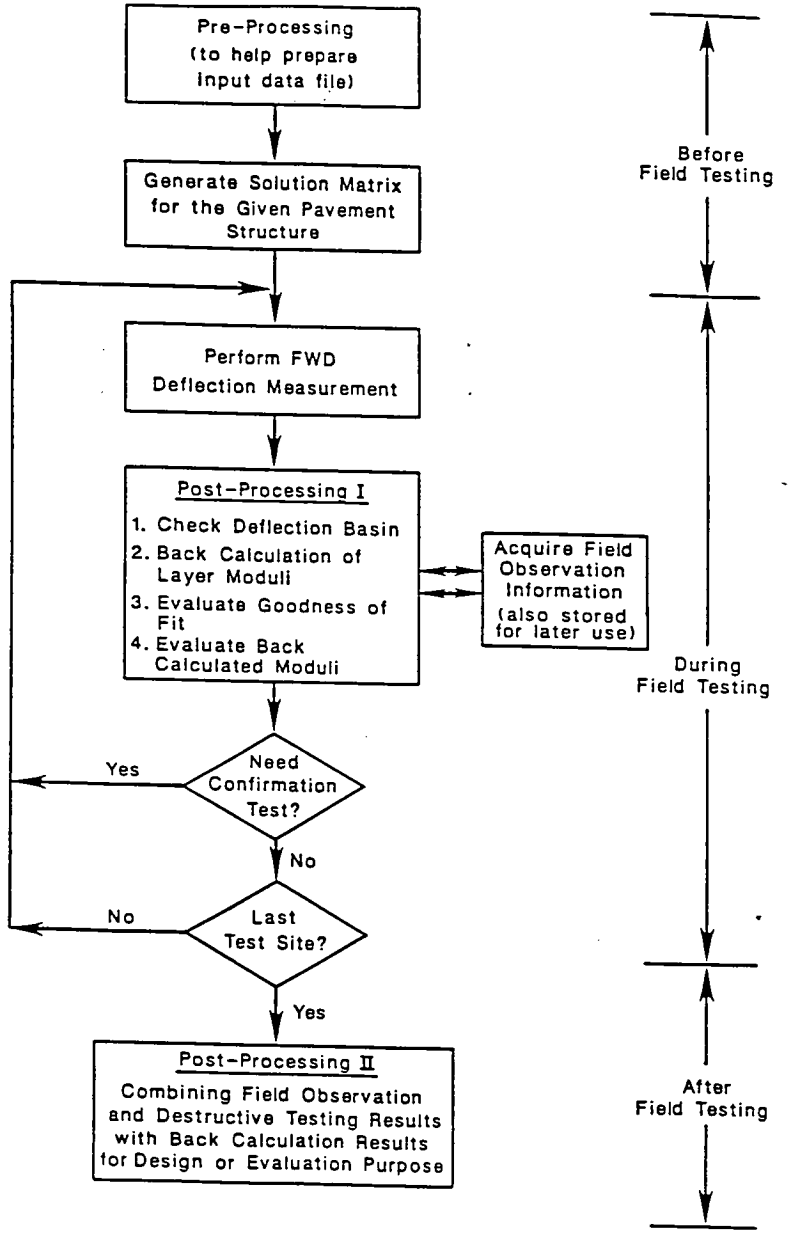 Pre-Processing
(to help prepare
Input data file)
Before
Field Testing
Generate Solution Matrix
for the Given Pavement
Structure
Perform FWD
Deflection Measurement
Post-Processing I
1. Check Deflection Basin
2. Back Calculation of
Layer Moduli
3. Evaluate Goodness of
Fit
4. Evaluate Back
Calculated Moduli
Acquire Field
Observation
Information
(also stored
for later use)
During
Field Testing
Need
Confirmation
Test?
Yes
No
Last
Test Site?
No
Yes
Post-Processing II
Combining Field Observation
and Destructive Testing Results
with Back Calculation Results
for Design or Evaluation Purpose
After
Field Testing